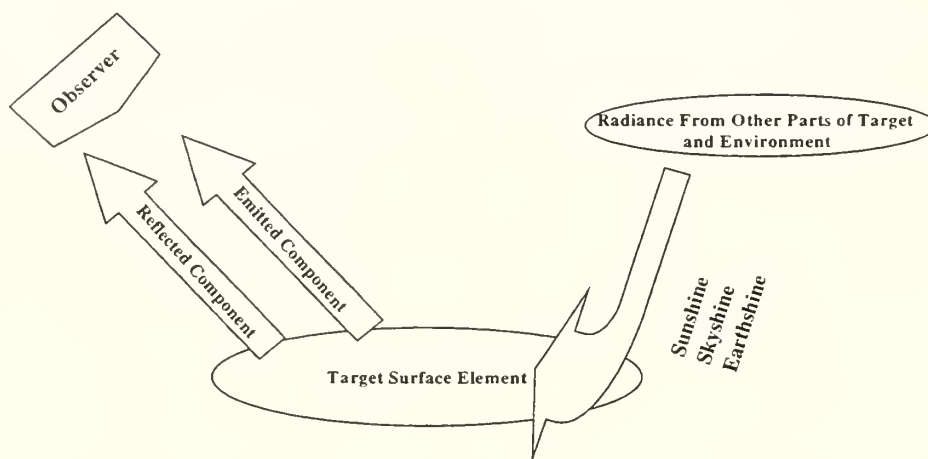 Observer
Radiance From Other Parts of Target
and Environment
Reflected Component
Emitted Component
Sunshine
Skyshine
Earthshine
Target Surface Element